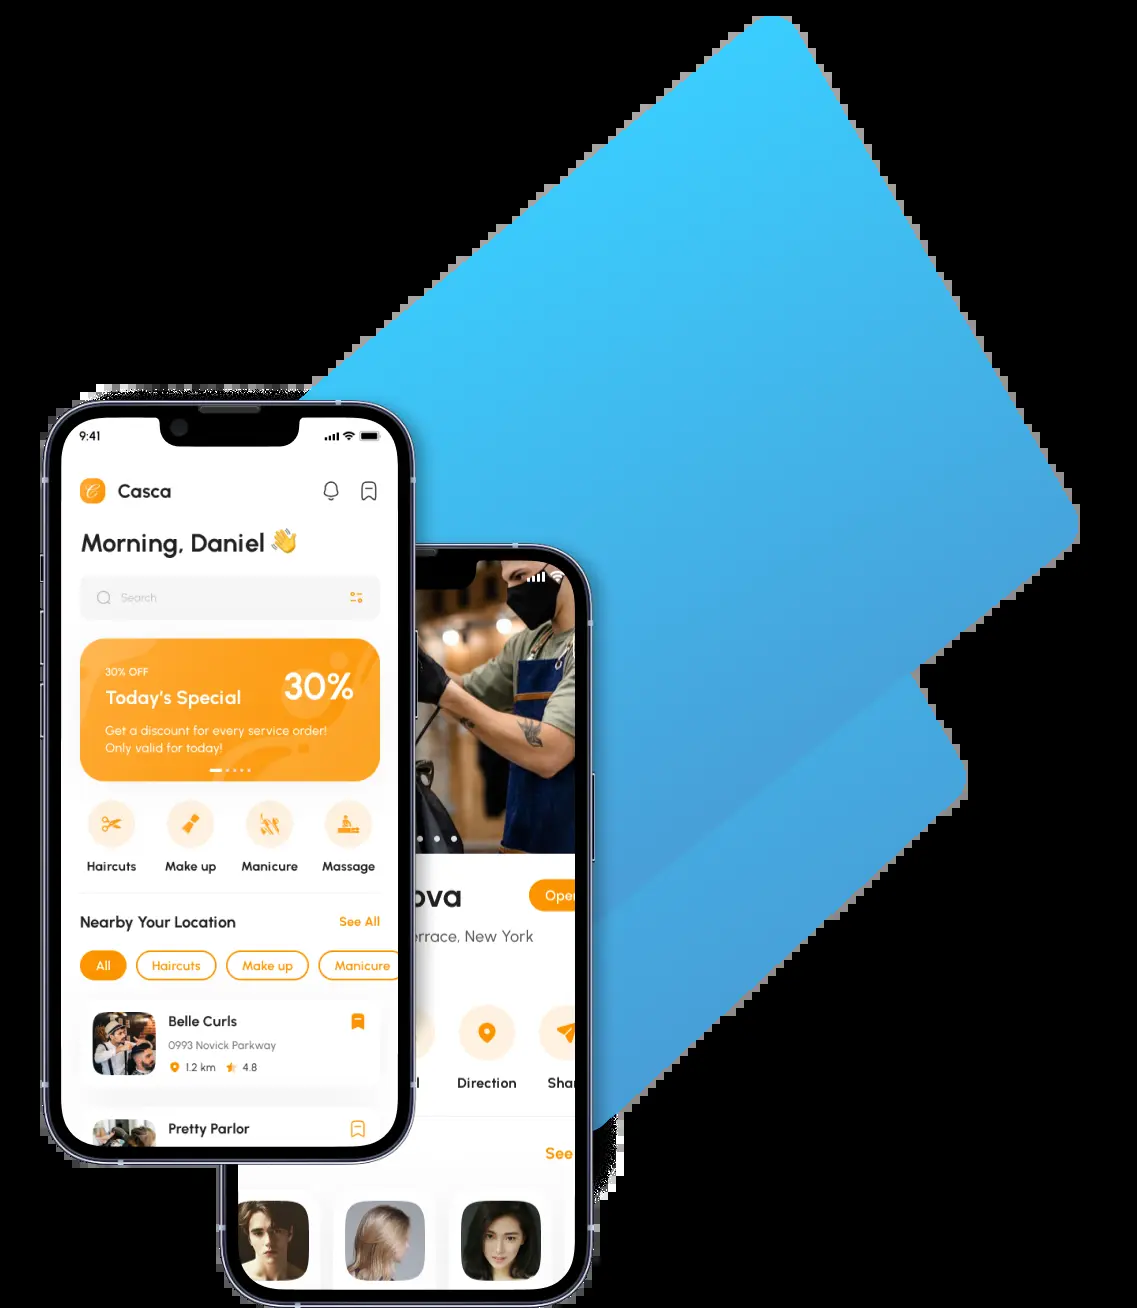 9:41
Casca
Morning, Daniel 👋
Search
30% OFF
Today's Special
30%
Get a discount for every service order!
Only valid for today!
Haircuts Make up Manicure Massage
Nearby Your Location
See All
All Haircuts Make up Manicure
Belle Curls
0993 Novick Parkway
1.2 km 4.8
Pretty Parlor
ova
Open
errace, New York
Direction
See